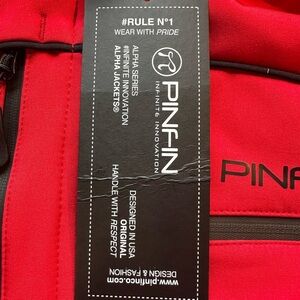 #RULE Nº1
WEAR WITH PRIDE
ALPHA SERIES
#INFINITE INNOVATION
ALPHA JACKETS®
PINFIN
INFINITE INNOVATION
DESIGNED IN USA
ORIGINAL
HANDLE WITH RESPECT
www.pinfinco.com
DESIGN & FASHION
PINF